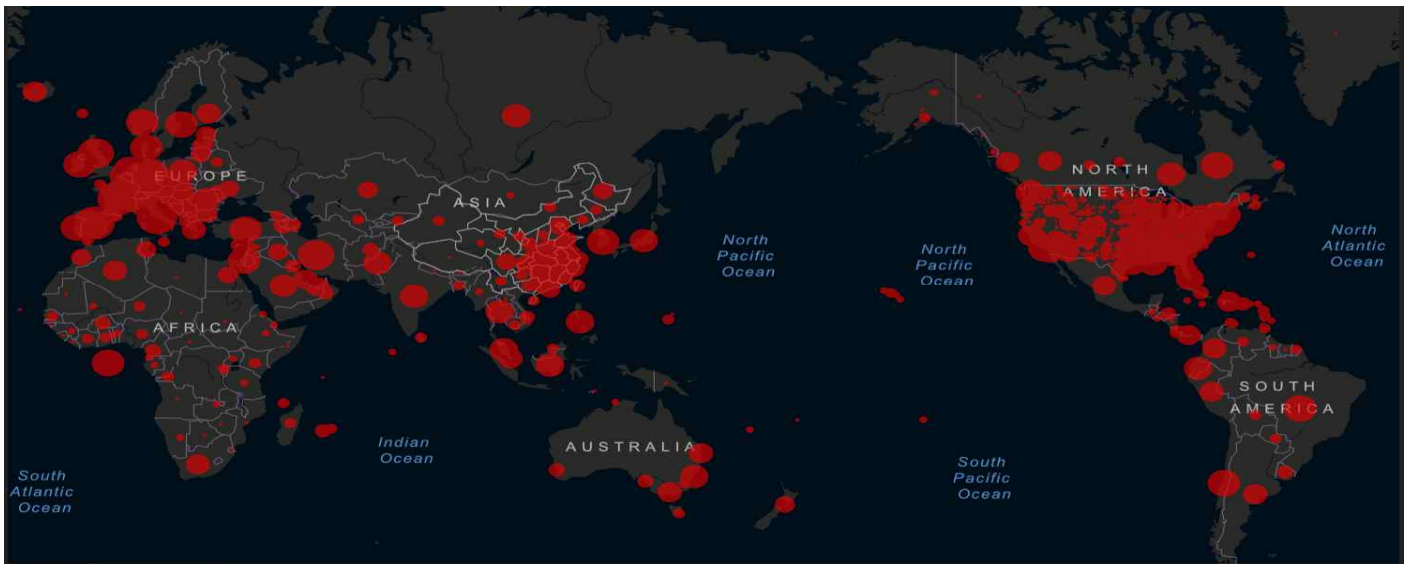 EUROPE
ASIA
AFRICA
AUSTRALIA
NORTH
AMERICA
SOUTH
AMERICA
North
Pacific
Ocean
North
Pacific
Ocean
North
Atlantic
Ocean
Indian
Ocean
South
Atlantic
Ocean
South
Pacific
Ocean